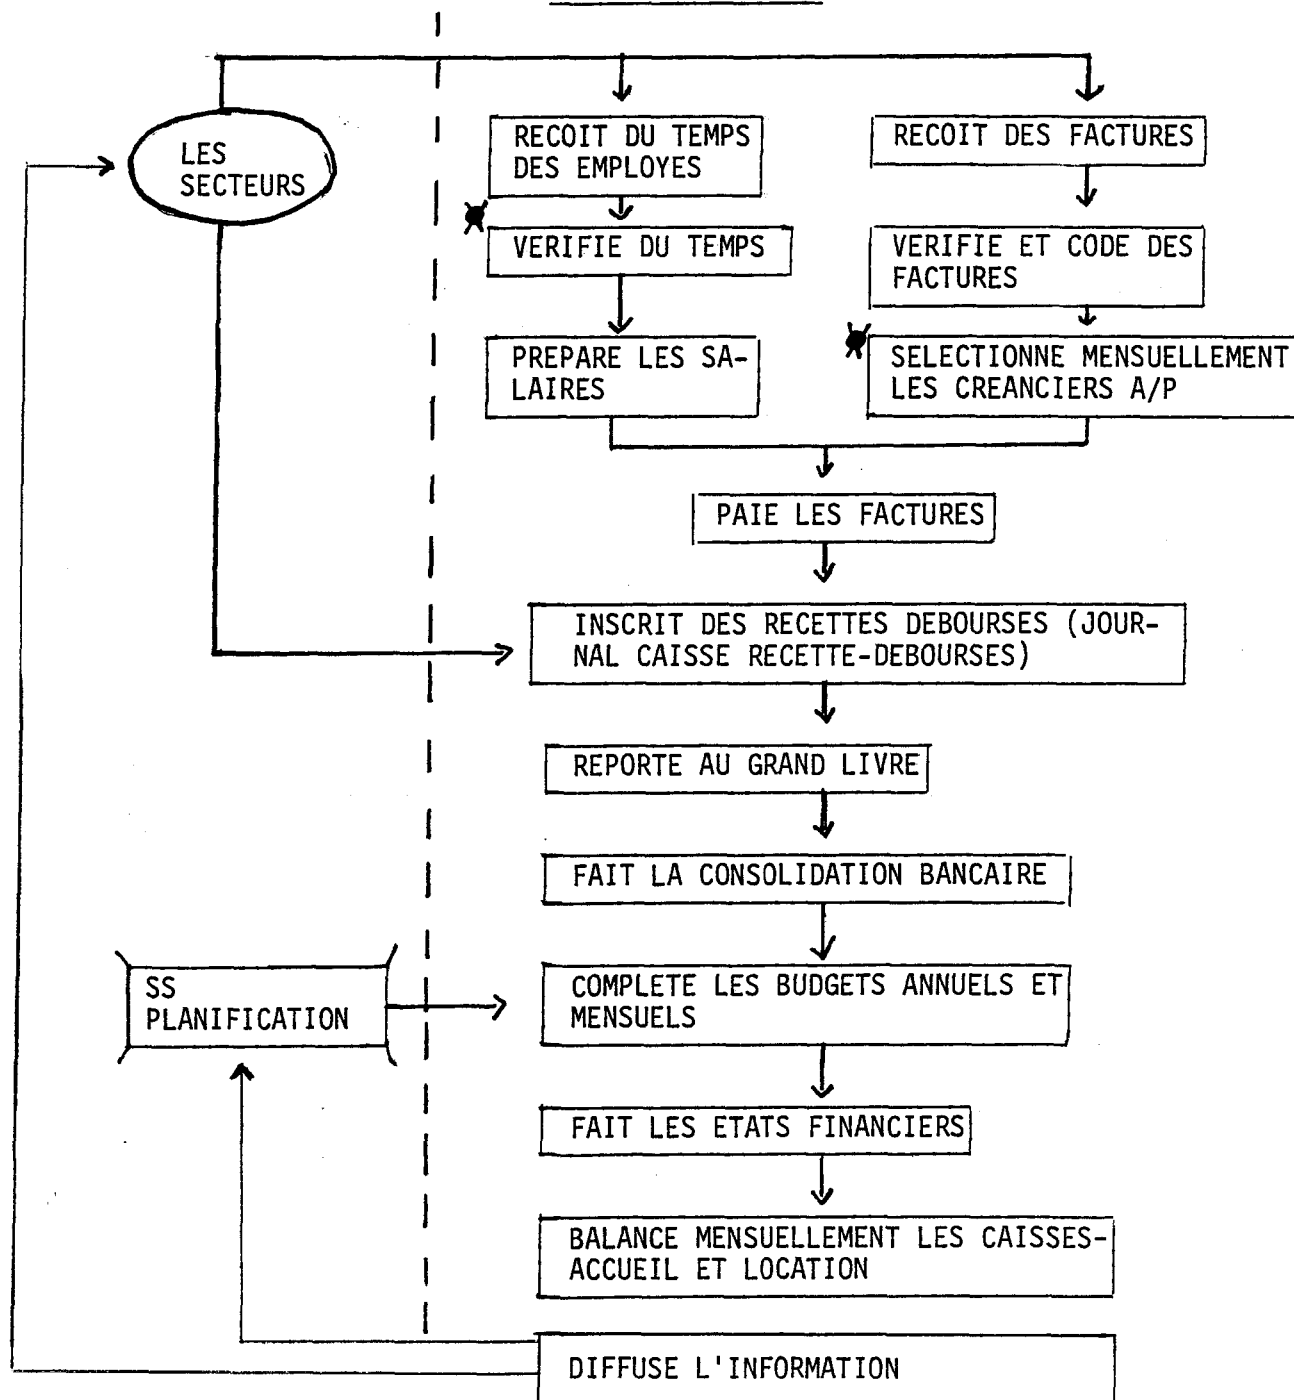 LES
SECTEURS
RECOIT DU TEMPS
DES EMPLOYES
RECOIT DES FACTURES
VERIFIE DU TEMPS
VERIFIE ET CODE DES
FACTURES
PREPARE LES SA-
LAIRES
SELECTIONNE MENSUELLEMENT
LES CREANCIERS A/P
PAIE LES FACTURES
INSCRIT DES RECETTES DEBOURSES (JOUR-
NAL CAISSE RECETTE-DEBOURSES)
REPORTE AU GRAND LIVRE
FAIT LA CONSOLIDATION BANCAIRE
SS
PLANIFICATION
COMPLETE LES BUDGETS ANNUELS ET
MENSUELS
FAIT LES ETATS FINANCIERS
BALANCE MENSUELLEMENT LES CAISSES-
ACCUEIL ET LOCATION
DIFFUSE L'INFORMATION